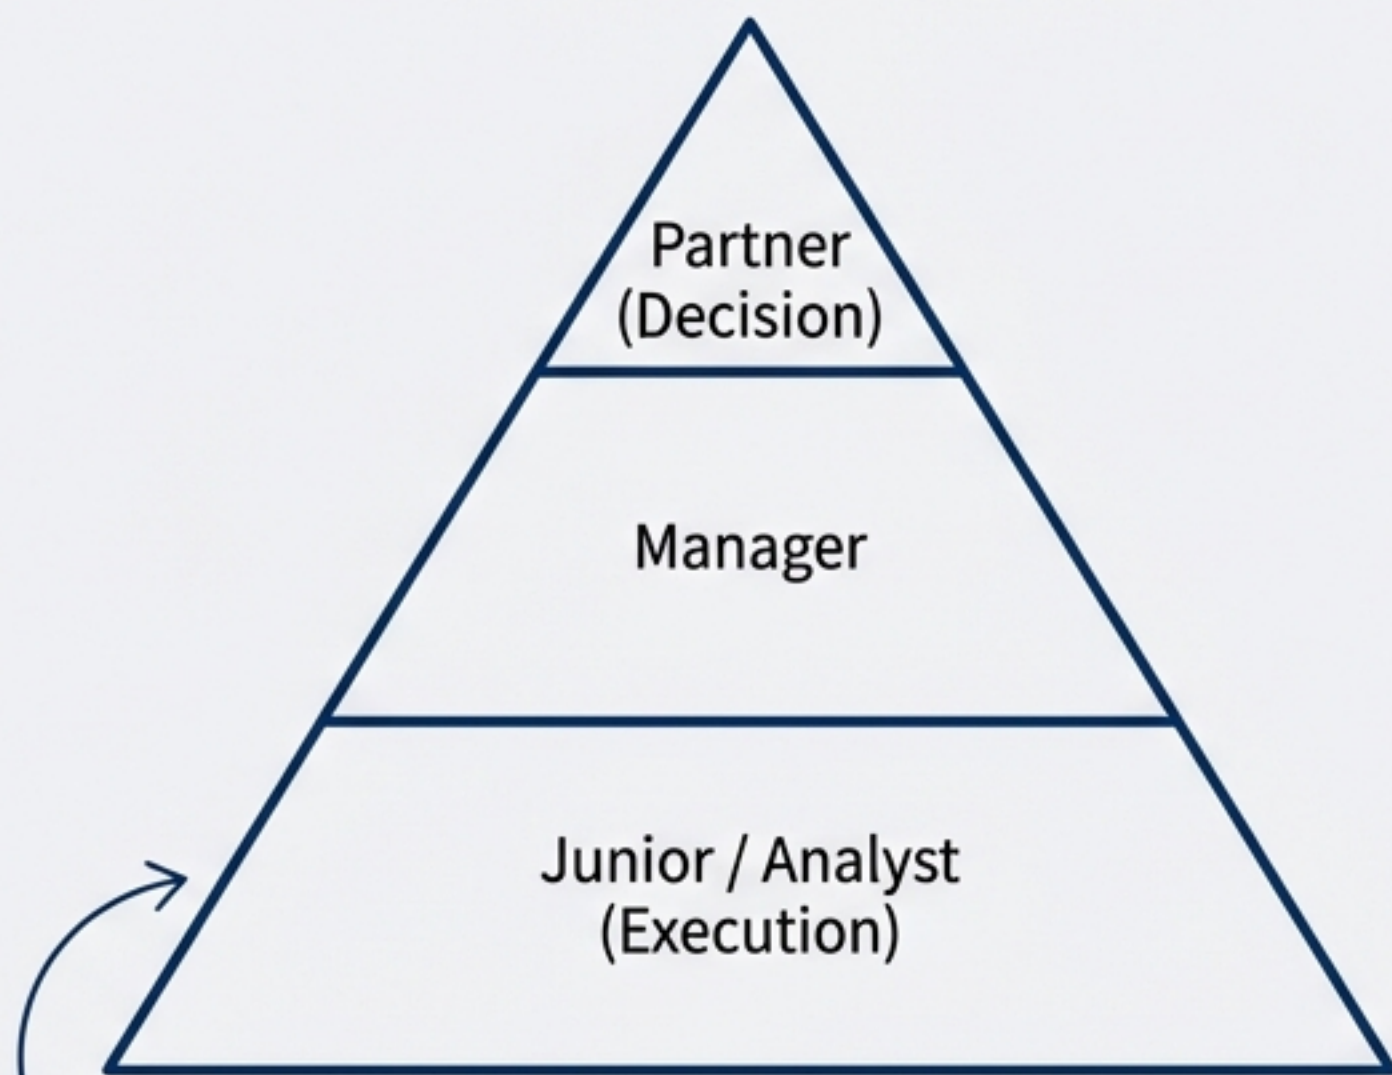 Partner
(Decision)
Manager
Junior / Analyst
(Execution)